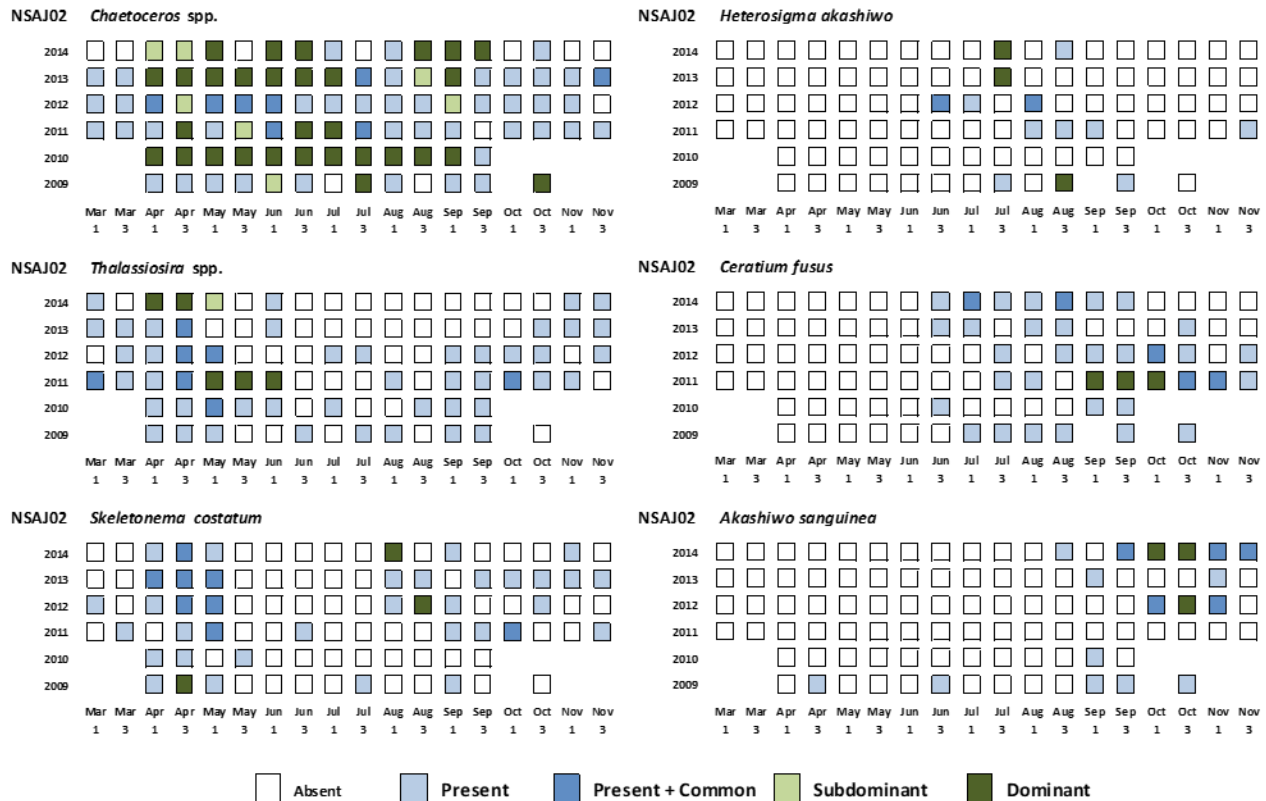 NSAJ02 Chaetoceros spp.
2014
2013
2012
2011
2010
2009
Mar Mar Apr Apr May May Jun Jun Jul Jul Aug Aug Sep Sep Oct Oct Nov Nov
1 3 1 3 1 3 1 3 1 3 1 3 1 3 1 3 1 3
NSAJ02 Heterosigma akashiwo
2014
2013
2012
2011
2010
2009
Mar Mar Apr Apr May May Jun Jun Jul Jul Aug Aug Sep Sep Oct Oct Nov Nov
1 3 1 3 1 3 1 3 1 3 1 3 1 3 1 3 1 3
NSAJ02 Thalassiosira spp.
2014
2013
2012
2011
2010
2009
Mar Mar Apr Apr May May Jun Jun Jul Jul Aug Aug Sep Sep Oct Oct Nov Nov
1 3 1 3 1 3 1 3 1 3 1 3 1 3 1 3 1 3
NSAJ02 Ceratium fusus
2014
2013
2012
2011
2010
2009
Mar Mar Apr Apr May May Jun Jun Jul Jul Aug Aug Sep Sep Oct Oct Nov Nov
1 3 1 3 1 3 1 3 1 3 1 3 1 3 1 3 1 3
NSAJ02 Skeletonema costatum
2014
2013
2012
2011
2010
2009
Mar Mar Apr Apr May May Jun Jun Jul Jul Aug Aug Sep Sep Oct Oct Nov Nov
1 3 1 3 1 3 1 3 1 3 1 3 1 3 1 3 1 3
NSAJ02 Akashiwo sanguinea
2014
2013
2012
2011
2010
2009
Mar Mar Apr Apr May May Jun Jun Jul Jul Aug Aug Sep Sep Oct Oct Nov Nov
1 3 1 3 1 3 1 3 1 3 1 3 1 3 1 3 1 3
Absent Present Present + Common Subdominant Dominant